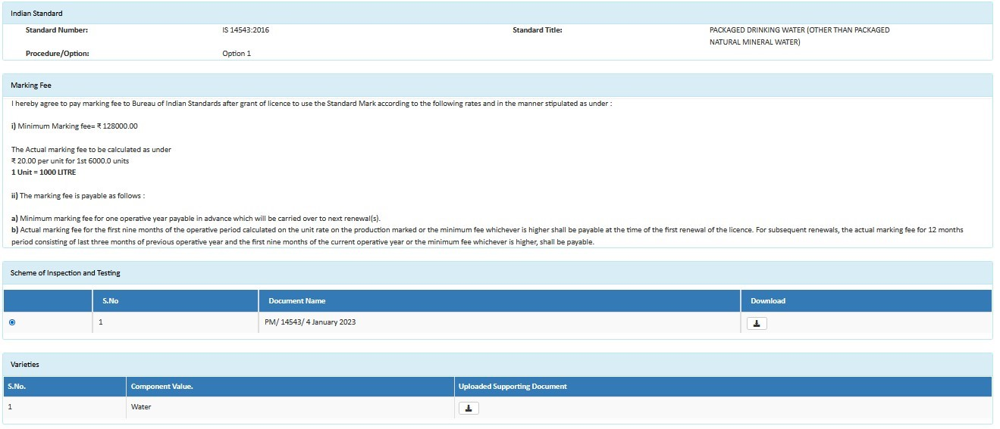 Indian Standard
Standard Number: IS 14543:2016 Standard Title: PACKAGED DRINKING WATER (OTHER THAN PACKAGED
NATURAL MINERAL WATER)
Procedure/Option: Option 1
Marking Fee
I hereby agree to pay marking fee to Bureau of Indian Standards after grant of licence to use the Standard Mark according to the following rates and in the manner stipulated as under :
i) Minimum Marking fee= ₹ 128000.00
The Actual marking fee to be calculated as under
₹ 20.00 per unit for 1st 6000.0 units
1 Unit = 1000 LITRE
ii) The marking fee is payable as follows :
a) Minimum marking fee for one operative year payable in advance which will be carried over to next renewal(s).
b) Actual marking fee for the first nine months of the operative period calculated on the unit rate on the production marked or the minimum fee whichever is higher shall be payable at the time of the first renewal of the licence. For subsequent renewals, the actual marking fee for 12 months
period consisting of last three months of previous operative year and the first nine months of the current operative year or the minimum fee whichever is higher, shall be payable.
Scheme of Inspection and Testing
S.No Document Name Download
1 PM/ 14543/ 4 January 2023
Varieties
S.No. Component Value. Uploaded Supporting Document
1 Water